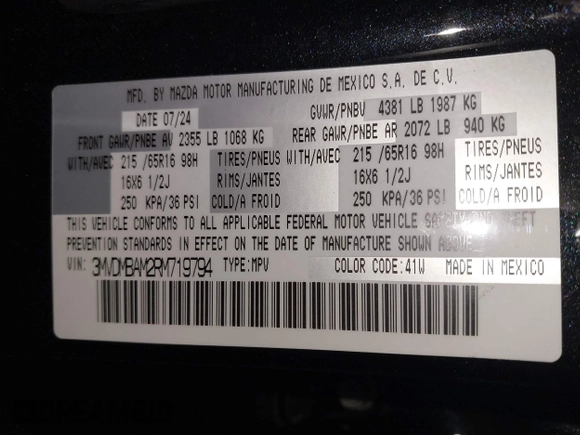 MFD. BY MAZDA MOTOR MANUFACTURING DE MEXICO S.A. DE C.V.
DATE 07/24 GVWR/PNBV 4381 LB 1987 KG
FRONT GAWR/PNBE AV 2355 LB 1068 KG REAR GAWR/PNBE AR 2072 LB 940 KG
WITH/AVEC 215 /65R16 98H TIRES/PNEUS WITH/AVEC 215 /65R16 98H TIRES/PNEUS
16X6 1/2J RIMS/JANTES 16X6 1/2J RIMS/JANTES
250 KPA/36 PSI COLD/A FROID 250 KPA/36 PSI COLD/A FROID
THIS VEHICLE CONFORMS TO ALL APPLICABLE FEDERAL MOTOR VEHICLE SAFETY AND THEFT
PREVENTION STANDARDS IN EFFECT ON THE DATE OF MANUFACTURE SHOWN ABOVE.
VIN: 3MVDMBAM2RM719794 TYPE:MPV COLOR CODE:41W MADE IN MEXICO